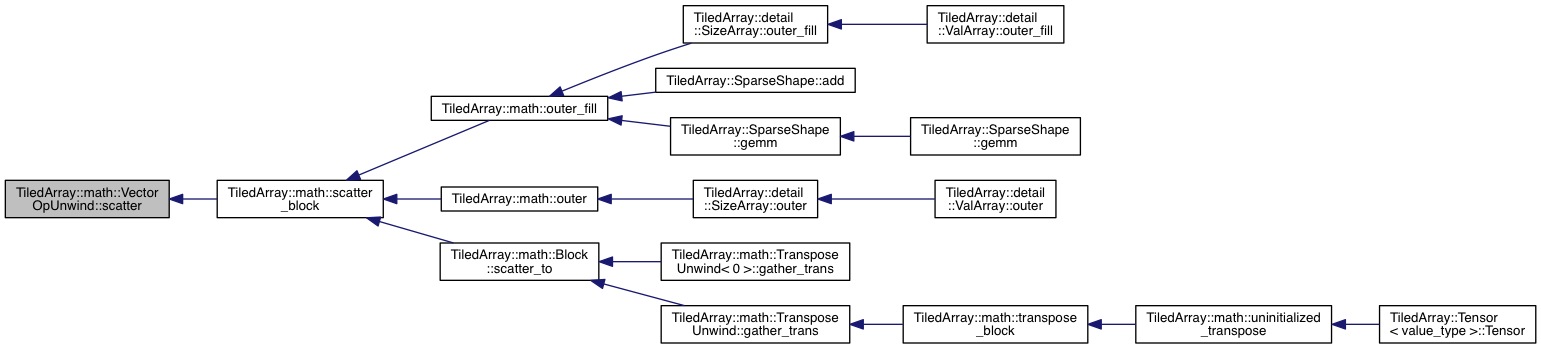 TiledArray::detail
::SizeArray::outer_fill
TiledArray::detail
::ValArray::outer_fill
TiledArray::SparseShape::add
TiledArray::math::outer_fill
TiledArray::SparseShape
::gemm
TiledArray::SparseShape
::gemm
TiledArray::math::Vector
OpUnwind::scatter
TiledArray::math::scatter
_block
TiledArray::math::outer
TiledArray::detail
::SizeArray::outer
TiledArray::detail
::ValArray::outer
TiledArray::math::Block
::scatter_to
TiledArray::math::Transpose
Unwind< 0 >::gather_trans
TiledArray::math::Transpose
Unwind::gather_trans
TiledArray::math::transpose
_block
TiledArray::math::uninitialized
_transpose
TiledArray::Tensor
< value_type >::Tensor